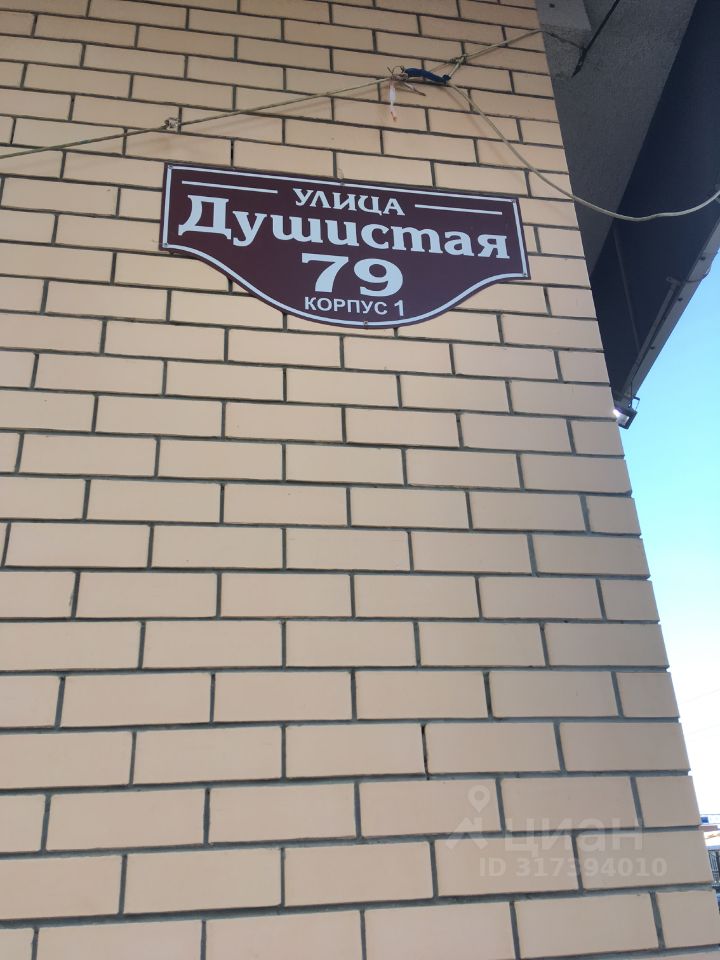 УЛИЦА
Душистая
79
КОРПУС 1
циан
ID 317394010